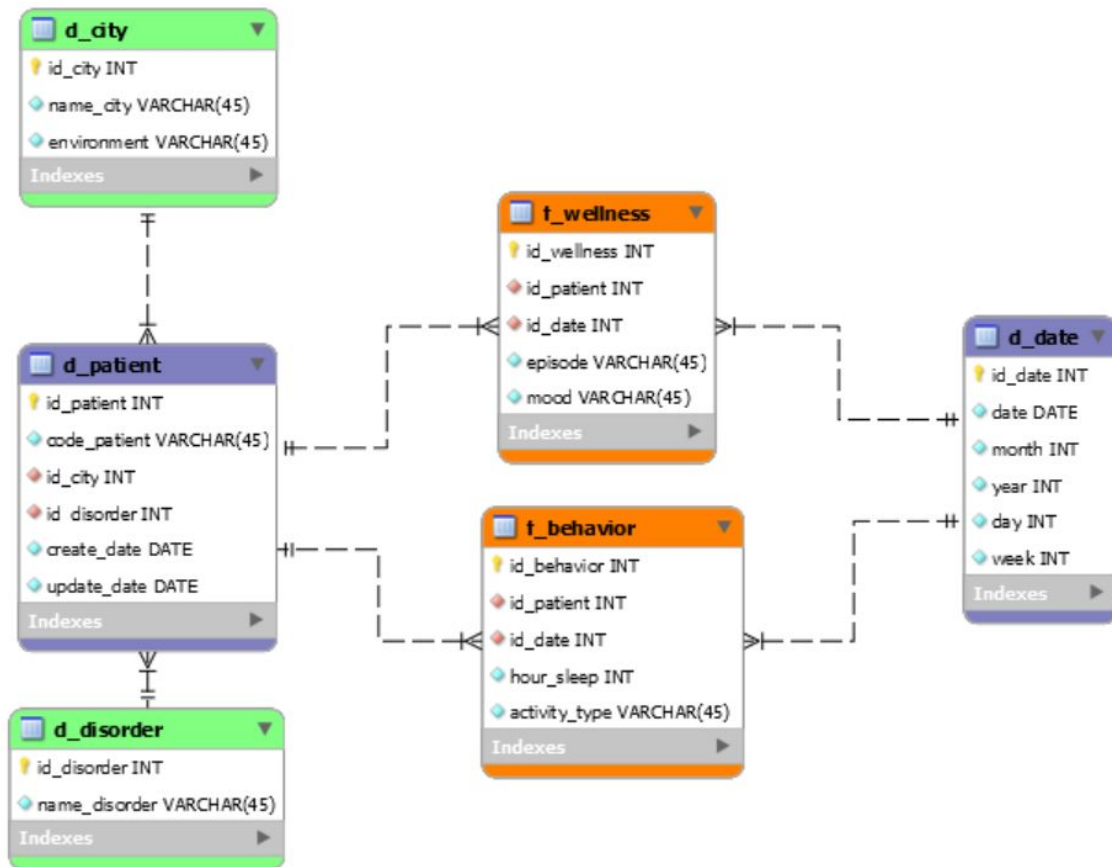 d_city
id_city INT
name_city VARCHAR(45)
environment VARCHAR(45)
Indexes
d_patient
id_patient INT
code_patient VARCHAR(45)
id_city INT
id_disorder INT
create_date DATE
update_date DATE
Indexes
d_disorder
id_disorder INT
name_disorder VARCHAR(45)
Indexes
t_wellness
id_wellness INT
id_patient INT
id_date INT
episode VARCHAR(45)
mood VARCHAR(45)
Indexes
t_behavior
id_behavior INT
id_patient INT
id_date INT
hour_sleep INT
activity_type VARCHAR(45)
Indexes
d_date
id_date INT
date DATE
month INT
year INT
day INT
week INT
Indexes